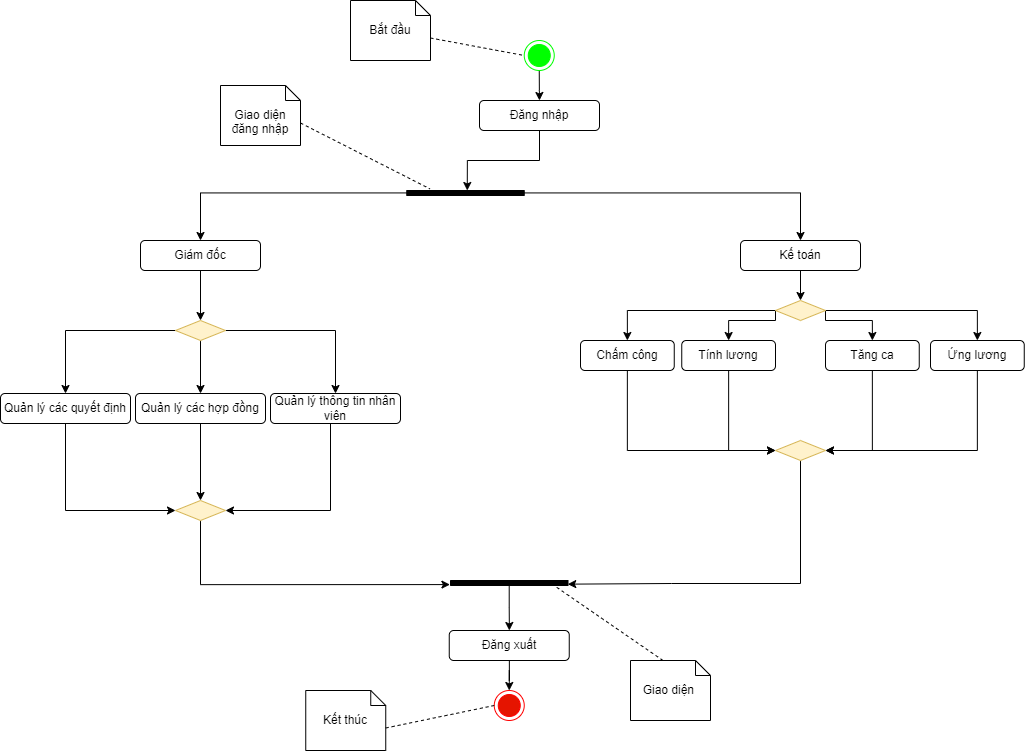 Bắt đầu
Giao diện
đăng nhập
Đăng nhập
Giám đốc
Kế toán
Chấm công
Tính lương
Tăng ca
Ứng lương
Quản lý các quyết định
Quản lý các hợp đồng
Quản lý thông tin nhân
viên
Đăng xuất
Giao diện
Kết thúc